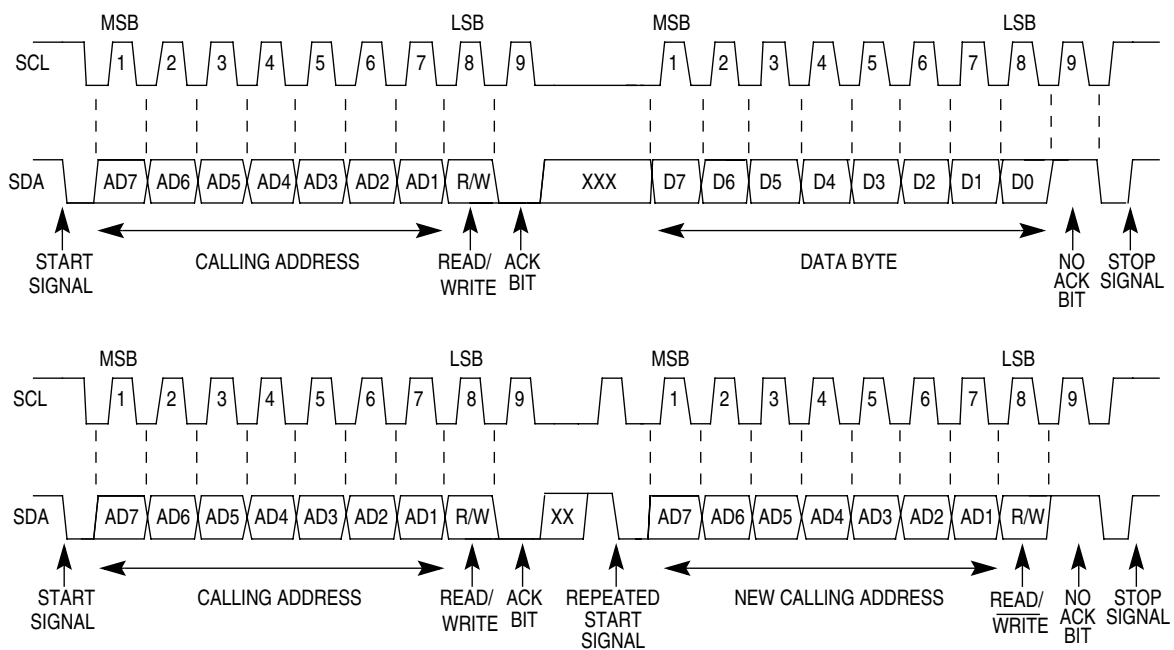 MSB LSB MSB LSB
SCL 1 2 3 4 5 6 7 8 9 1 2 3 4 5 6 7 8 9
SDA AD7 AD6 AD5 AD4 AD3 AD2 AD1 R/W XXX D7 D6 D5 D4 D3 D2 D1 D0
START
SIGNAL
CALLING ADDRESS
READ/
WRITE
ACK
BIT
DATA BYTE
NO
ACK
BIT
STOP
SIGNAL
MSB LSB MSB LSB
SCL 1 2 3 4 5 6 7 8 9 1 2 3 4 5 6 7 8 9
SDA AD7 AD6 AD5 AD4 AD3 AD2 AD1 R/W XX AD7 AD6 AD5 AD4 AD3 AD2 AD1 R/W
START
SIGNAL
CALLING ADDRESS
READ/
WRITE
ACK
BIT
REPEATED
START
SIGNAL
NEW CALLING ADDRESS
READ/
WRITE
NO
ACK
BIT
STOP
SIGNAL